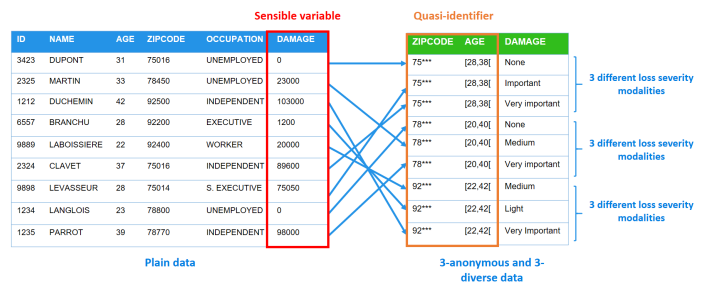 Sensible variable
Quasi-identifier
ID NAME AGE ZIPCODE OCCUPATION DAMAGE
3423 DUPONT 31 75016 UNEMPLOYED 0
2325 MARTIN 33 78450 UNEMPLOYED 23000
1212 DUCHEMIN 42 92500 INDEPENDENT 103000
6557 BRANCHU 28 92200 EXECUTIVE 1200
9889 LABOISSIERE 22 92400 WORKER 20000
2324 CLAVET 37 75016 INDEPENDENT 89600
9898 LEVASSEUR 28 75014 S. EXECUTIVE 75050
1234 LANGLOIS 23 78800 UNEMPLOYED 0
1235 PARROT 39 78770 INDEPENDENT 98000
Plain data
ZIPCODE AGE DAMAGE
75*** [28,38[ None
75*** [28,38[ Important
75*** [28,38[ Very important
78*** [20,40[ None
78*** [20,40[ Medium
78*** [20,40[ Very important
92*** [22,42[ Medium
92*** [22,42[ Light
92*** [22,42[ Very Important
3 different loss severity
modalities
3 different loss severity
modalities
3 different loss severity
modalities
3-anonymous and 3-
diverse data